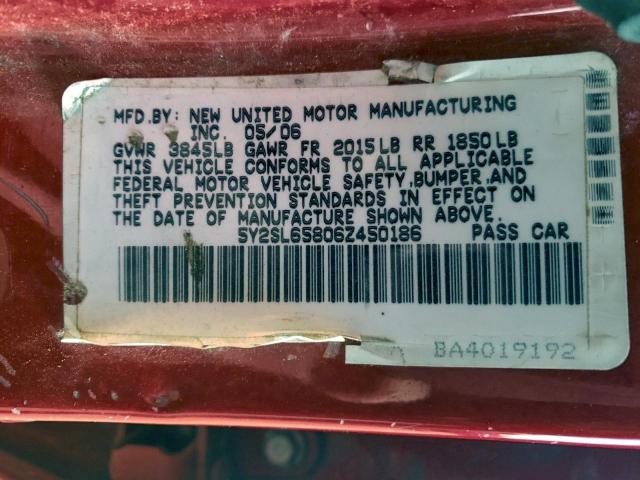 MFD.BY: NEW UNITED MOTOR MANUFACTURING
INC. 05/06
GVWR 3845LB GAWR FR 2015LB RR 1850LB
THIS VEHICLE CONFORMS TO ALL APPLICABLE
FEDERAL MOTOR VEHICLE SAFETY,BUMPER,AND
THEFT PREVENTION STANDARDS IN EFFECT ON
THE DATE OF MANUFACTURE SHOWN ABOVE.
5Y2SL65806Z450186 PASS CAR
BA4019192